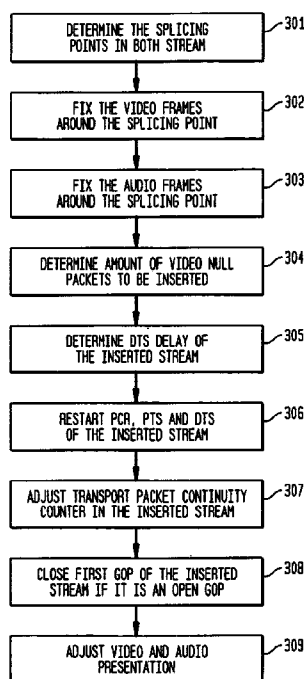 DETERMINE THE SPLICING
POINTS IN BOTH STREAM
301
FIX THE VIDEO FRAMES
AROUND THE SPLICING POINT
302
FIX THE AUDIO FRAMES
AROUND THE SPLICING POINT
303
DETERMINE AMOUNT OF VIDEO NULL
PACKETS TO BE INSERTED
304
DETERMINE DTS DELAY OF
THE INSERTED STREAM
305
RESTART PCR, PTS AND DTS
OF THE INSERTED STREAM
306
ADJUST TRANSPORT PACKET CONTINUITY
COUNTER IN THE INSERTED STREAM
307
CLOSE FIRST GOP OF THE INSERTED
STREAM IF IT IS AN OPEN GOP
308
ADJUST VIDEO AND AUDIO
PRESENTATION
309